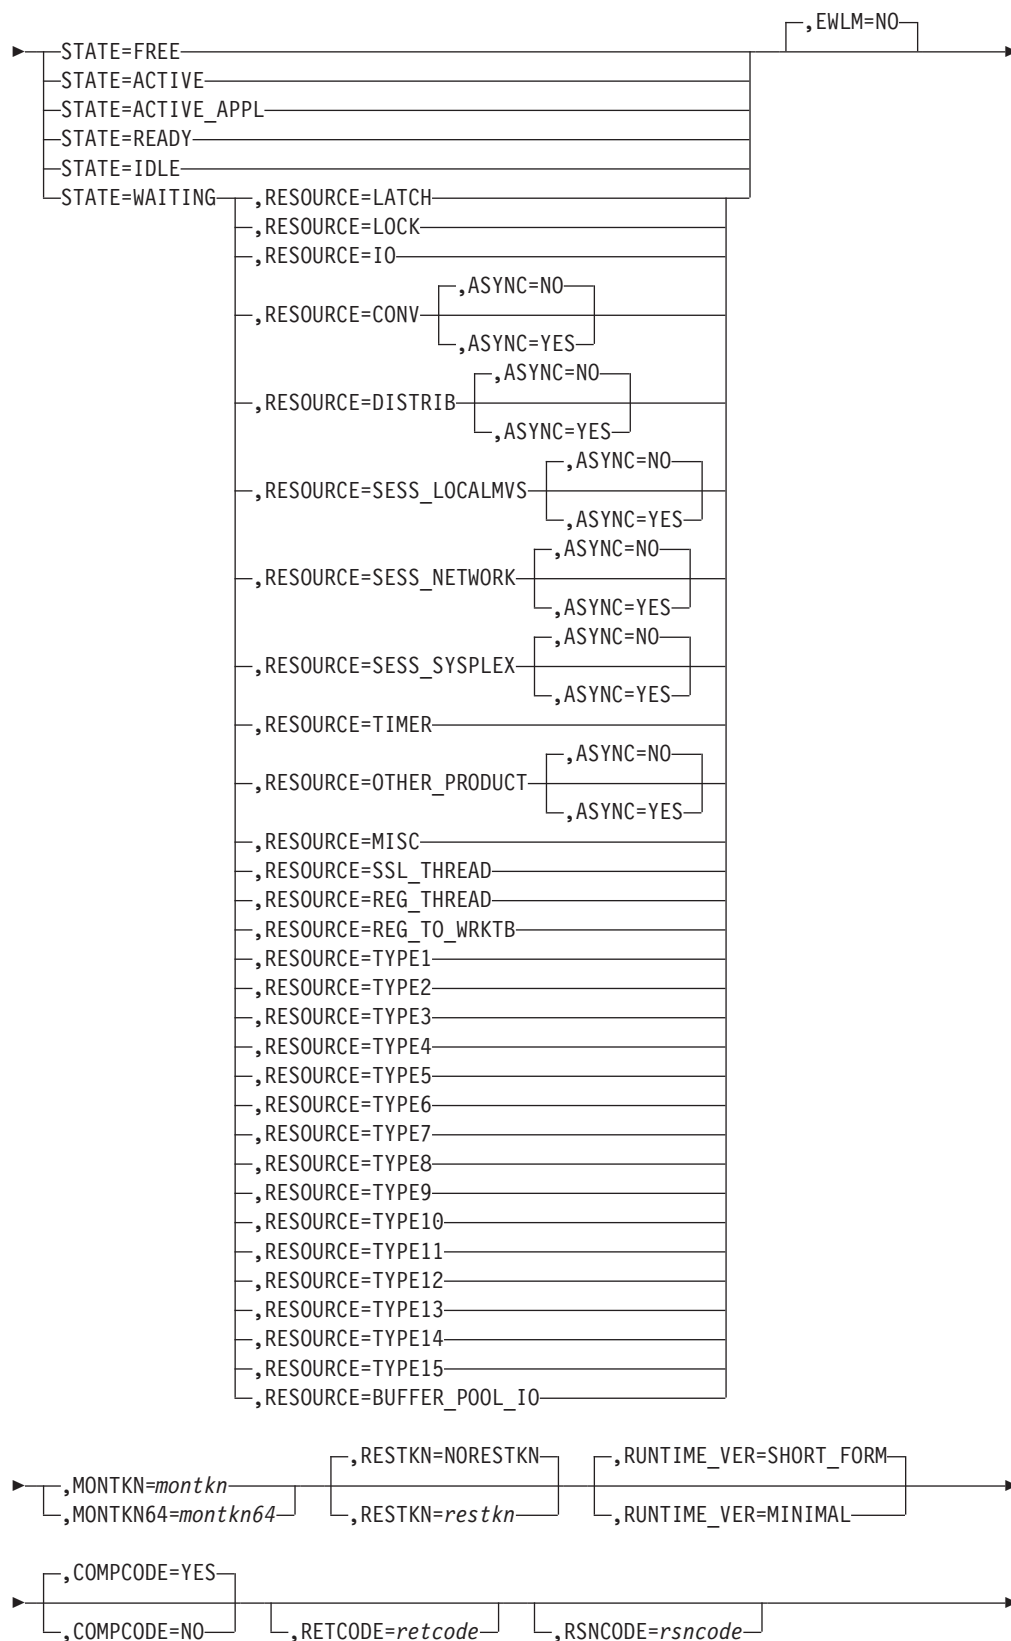 ,EWLM=NO
STATE=FREE
STATE=ACTIVE
STATE=ACTIVE_APPL
STATE=READY
STATE=IDLE
STATE=WAITING ,RESOURCE=LATCH
,RESOURCE=LOCK
,RESOURCE=IO
,ASYNC=NO
,RESOURCE=CONV
,ASYNC=YES
,ASYNC=NO
,RESOURCE=DISTRIB
,ASYNC=YES
,ASYNC=NO
,RESOURCE=SESS_LOCALMVS
,ASYNC=YES
,ASYNC=NO
,RESOURCE=SESS_NETWORK
,ASYNC=YES
,ASYNC=NO
,RESOURCE=SESS_SYSPLEX
,ASYNC=YES
,RESOURCE=TIMER
,ASYNC=NO
,RESOURCE=OTHER_PRODUCT
,ASYNC=YES
,RESOURCE=MISC
,RESOURCE=SSL_THREAD
,RESOURCE=REG_THREAD
,RESOURCE=REG_TO_WRKTB
,RESOURCE=TYPE1
,RESOURCE=TYPE2
,RESOURCE=TYPE3
,RESOURCE=TYPE4
,RESOURCE=TYPE5
,RESOURCE=TYPE6
,RESOURCE=TYPE7
,RESOURCE=TYPE8
,RESOURCE=TYPE9
,RESOURCE=TYPE10
,RESOURCE=TYPE11
,RESOURCE=TYPE12
,RESOURCE=TYPE13
,RESOURCE=TYPE14
,RESOURCE=TYPE15
,RESOURCE=BUFFER_POOL_IO
,RESTKN=NORESTKN ,RUNTIME_VER=SHORT_FORM
,MONTKN=montkn
,MONTKN64=montkn64 ,RESTKN=restkn ,RUNTIME_VER=MINIMAL
,COMPCODE=YES
,COMPCODE=NO ,RETCODE=retcode ,RSNCODE=rsncode